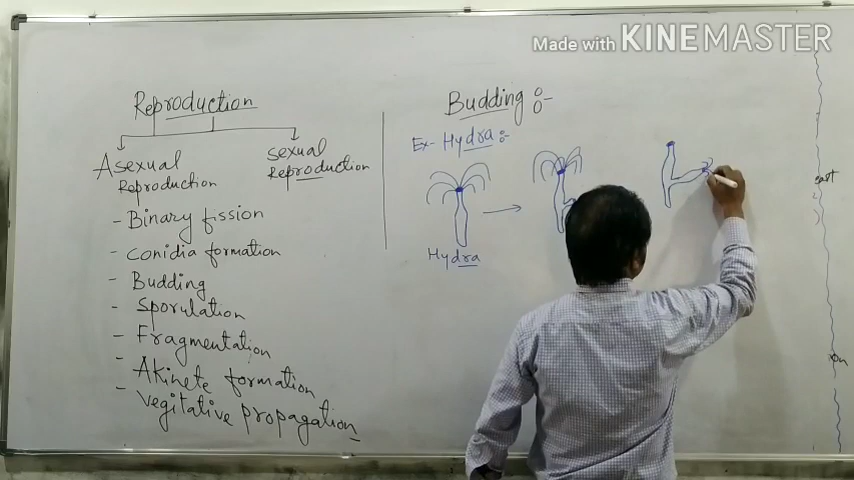 Made with KINEMASTER
Reproduction
Asexual
Reproduction
sexual
Reproduction
- Binary fission
- Conidia formation
- Budding
- Sporulation
- Fragmentation
- Akinete formation
- Vegitative propagation
Budding :-
Ex- Hydra :-
Hydra